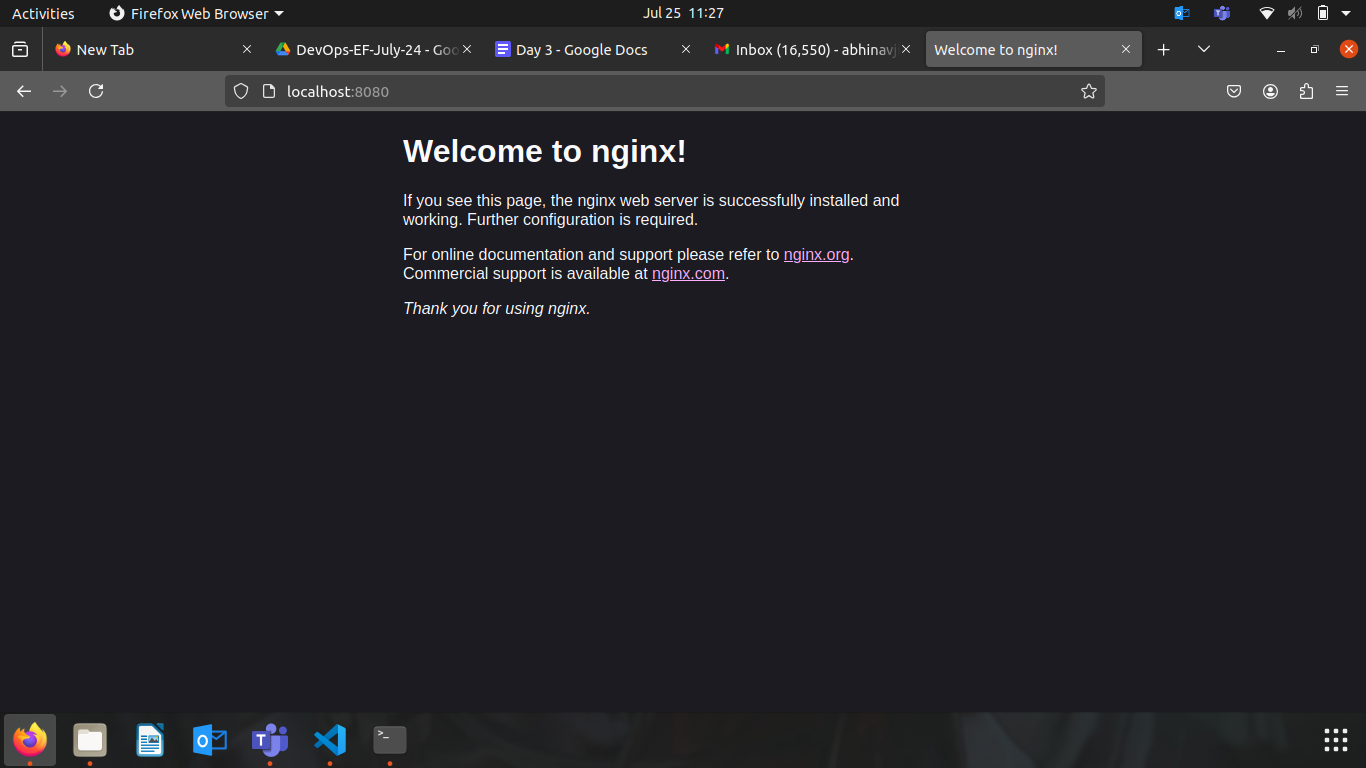 Activities
Firefox Web Browser
Jul 25 11:27
New Tab
DevOps-EF-July-24 - Goo
Day 3 - Google Docs
Inbox (16,550) - abhinavj
Welcome to nginx!
localhost:8080
Welcome to nginx!
If you see this page, the nginx web server is successfully installed and
working. Further configuration is required.
For online documentation and support please refer to nginx.org.
Commercial support is available at nginx.com.
Thank you for using nginx.